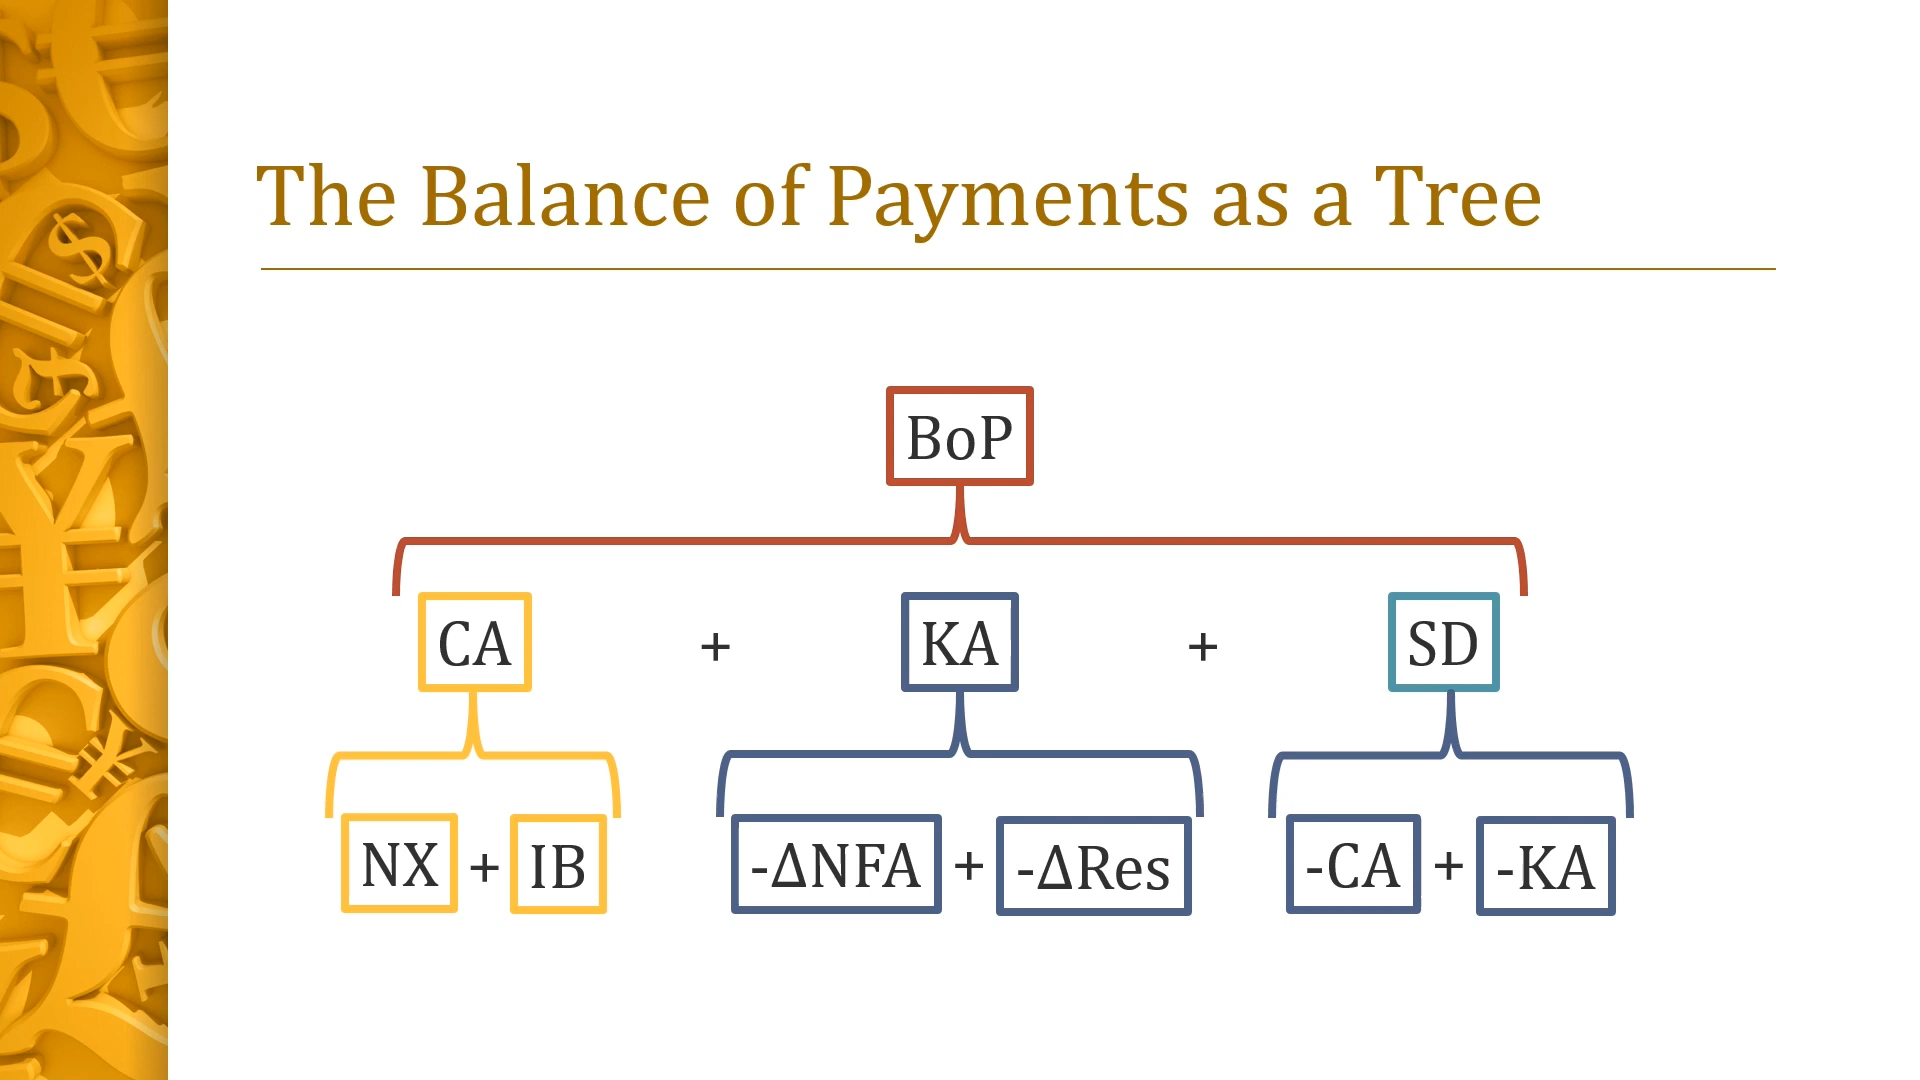 The Balance of Payments as a Tree
BoP
CA + KA + SD
NX + IB -ΔNFA + -ΔRes -CA + -KA